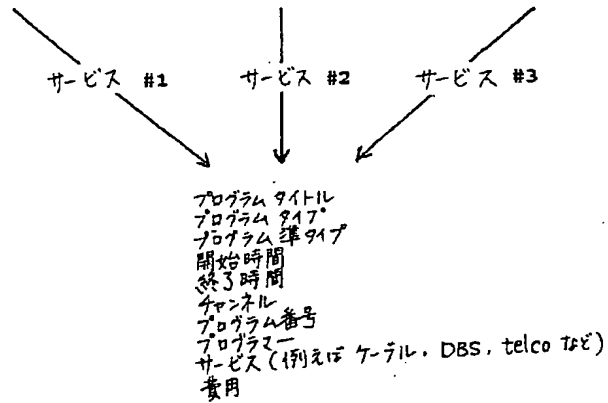 サービス #1 サービス #2 サービス #3
プログラム タイトル
プログラム タイプ
プログラム 準タイプ
開始時間
終了時間
チャンネル
プログラム番号
プログラマー
サービス (例えば ケーブル, DBS, telco など)
費用